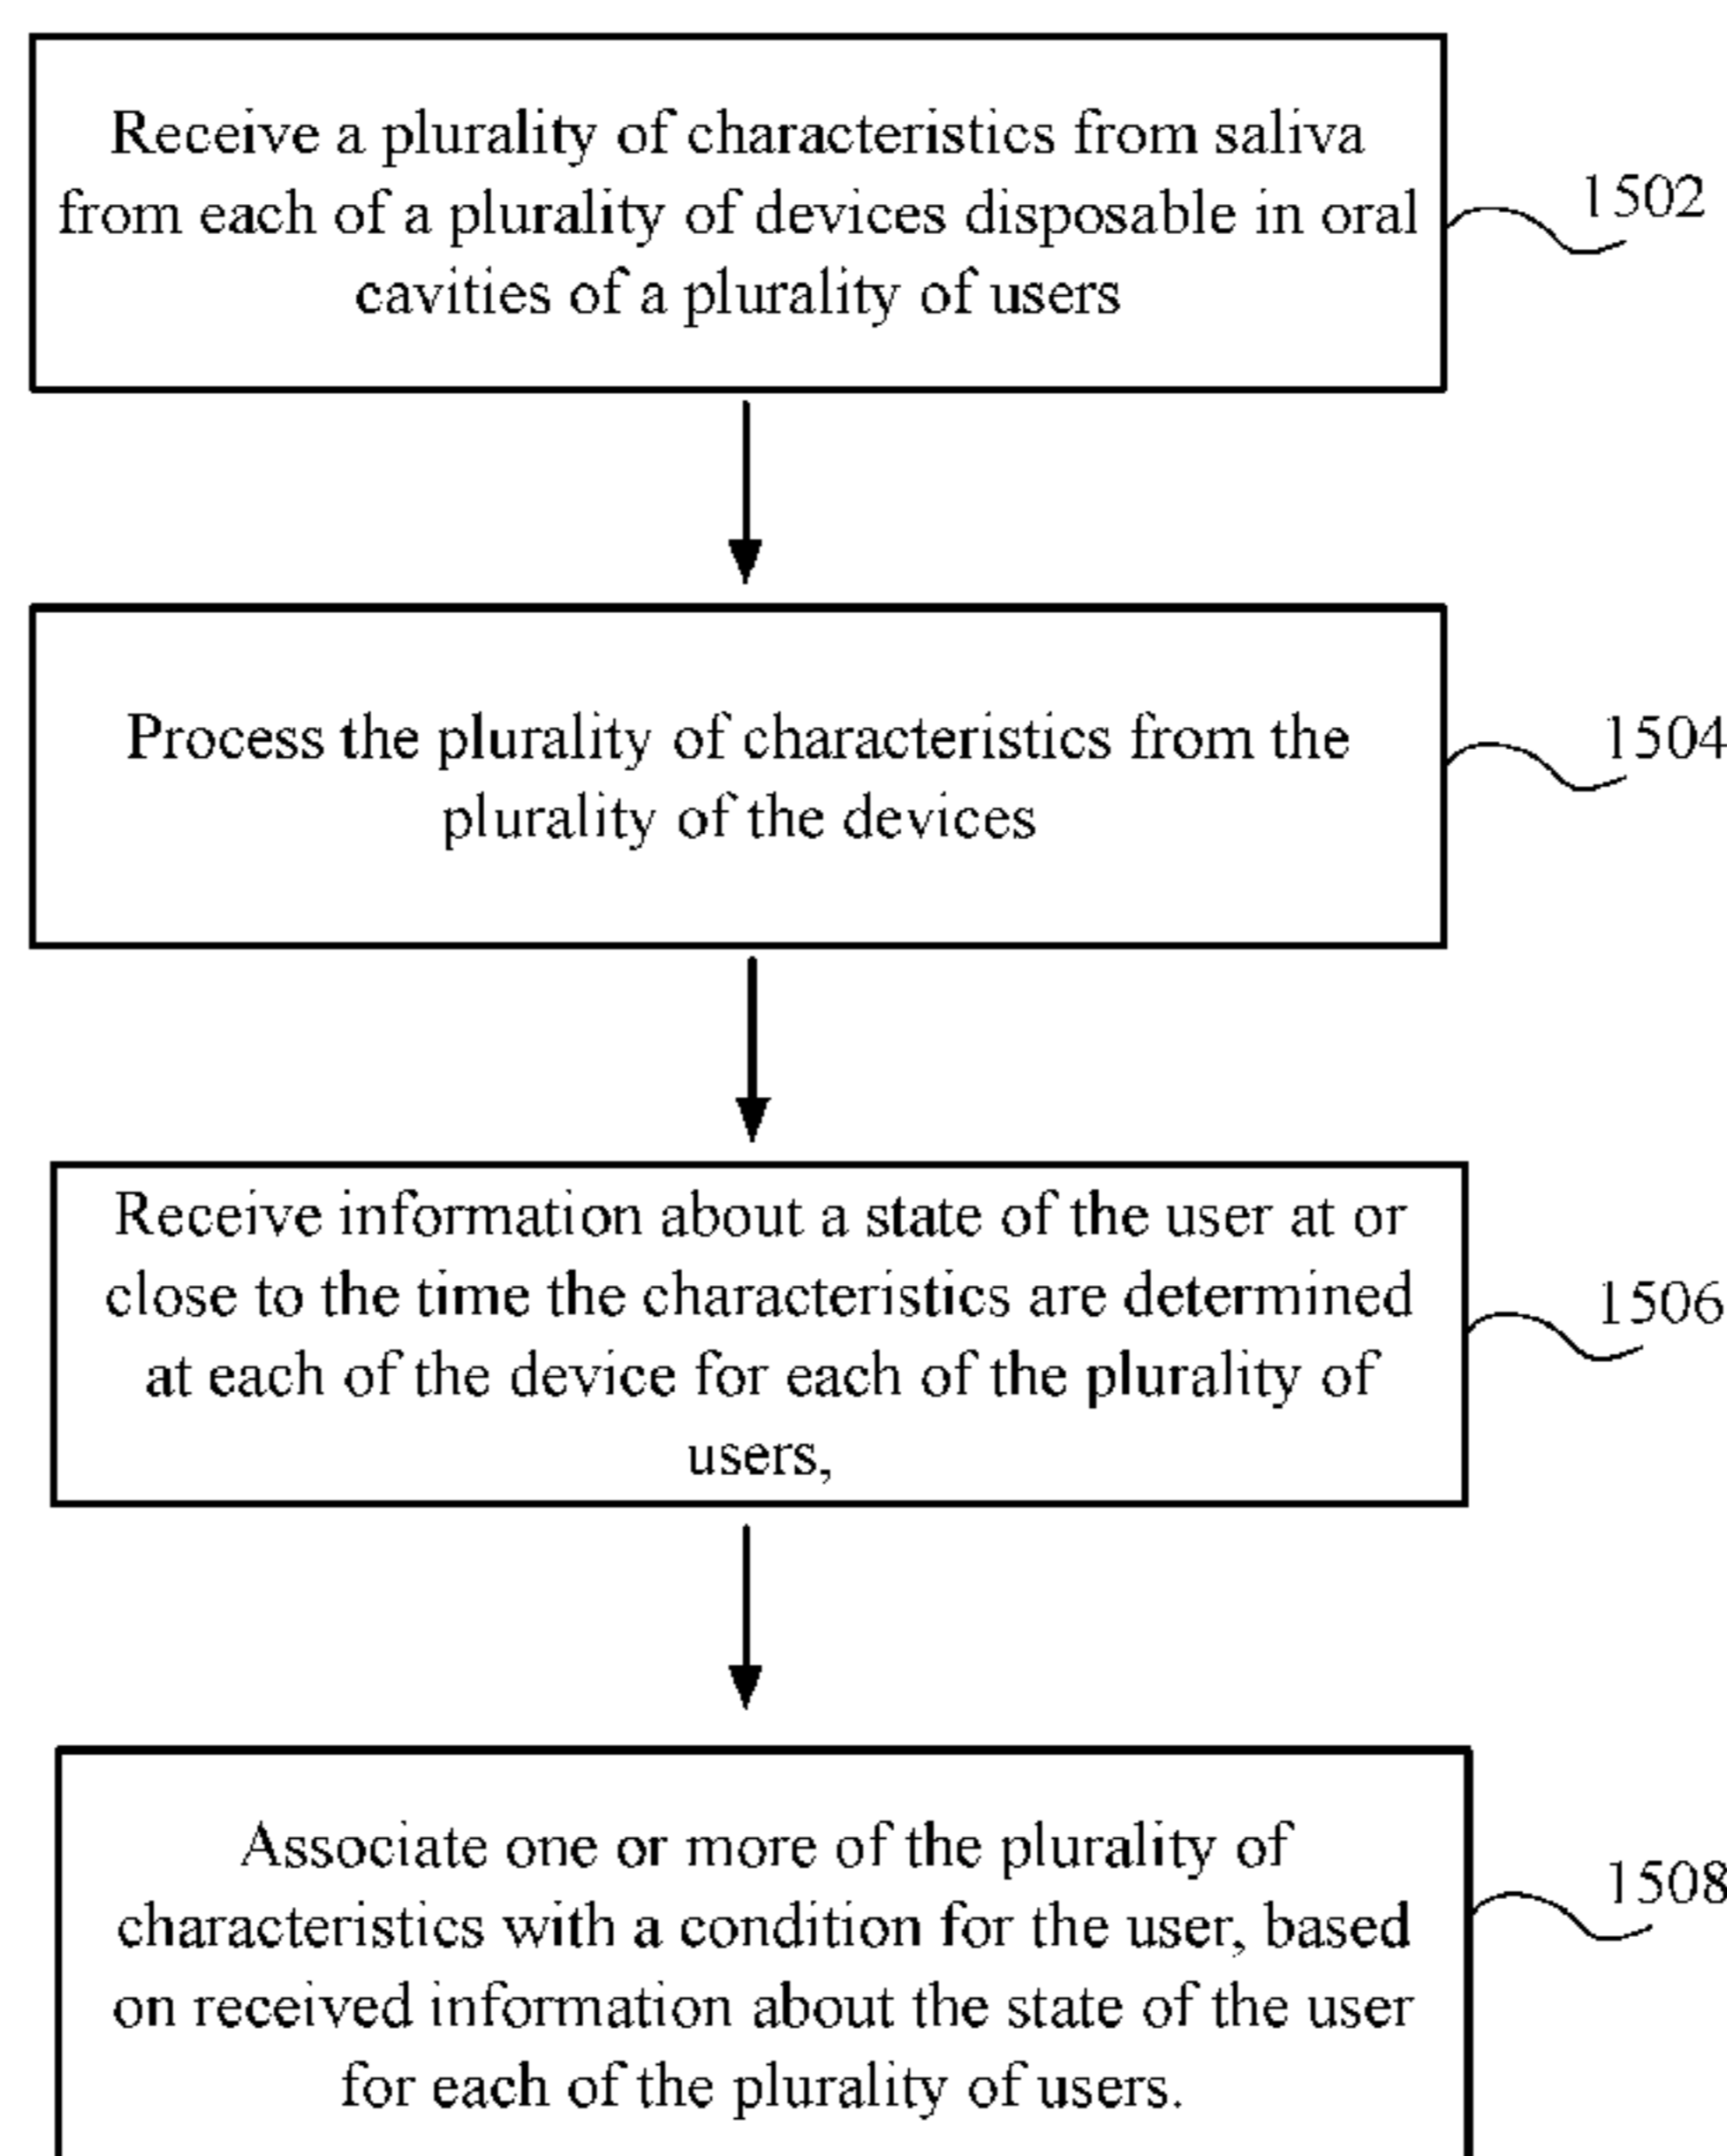 Receive a plurality of characteristics from saliva
from each of a plurality of devices disposable in oral
cavities of a plurality of users
1502
Process the plurality of characteristics from the
plurality of the devices
1504
Receive information about a state of the user at or
close to the time the characteristics are determined
at each of the device for each of the plurality of
users,
1506
Associate one or more of the plurality of
characteristics with a condition for the user, based
on received information about the state of the user
for each of the plurality of users.
1508